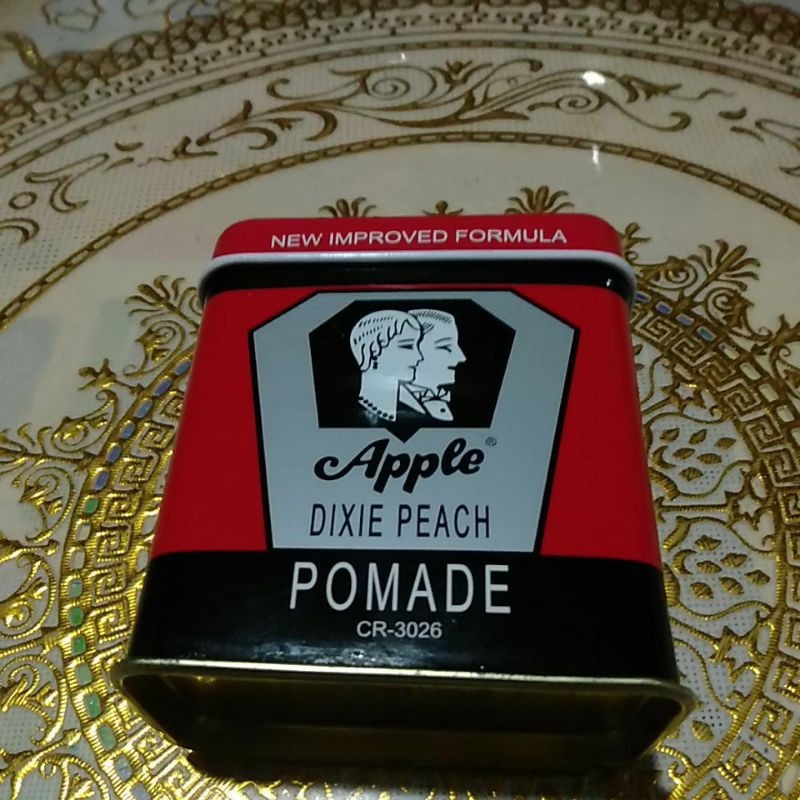 NEW IMPROVED FORMULA
Apple®
DIXIE PEACH
POMADE
CR-3026